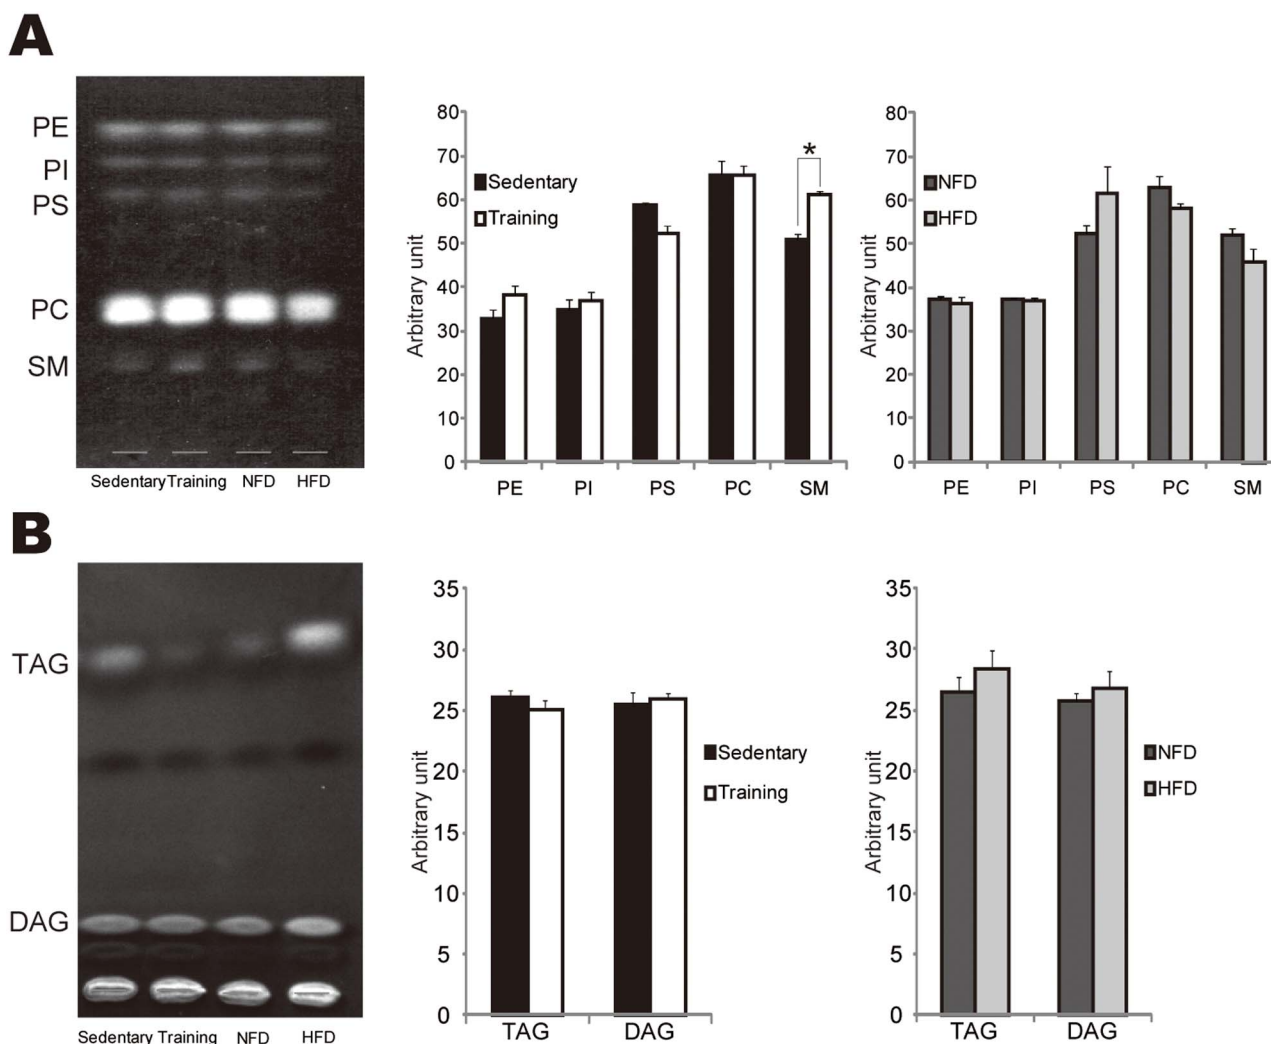 A
PE
PI
PS
PC
SM
Sedentary Training NFD HFD
80
70
60
50
40
30
20
10
0
Arbitrary unit
Sedentary
Training
*
PE PI PS PC SM
80
70
60
50
40
30
20
10
0
Arbitrary unit
NFD
HFD
PE PI PS PC SM
B
TAG
DAG
Sedentary Training NFD HFD
35
30
25
20
15
10
5
0
Arbitrary unit
Sedentary
Training
TAG DAG
35
30
25
20
15
10
5
0
Arbitrary unit
NFD
HFD
TAG DAG